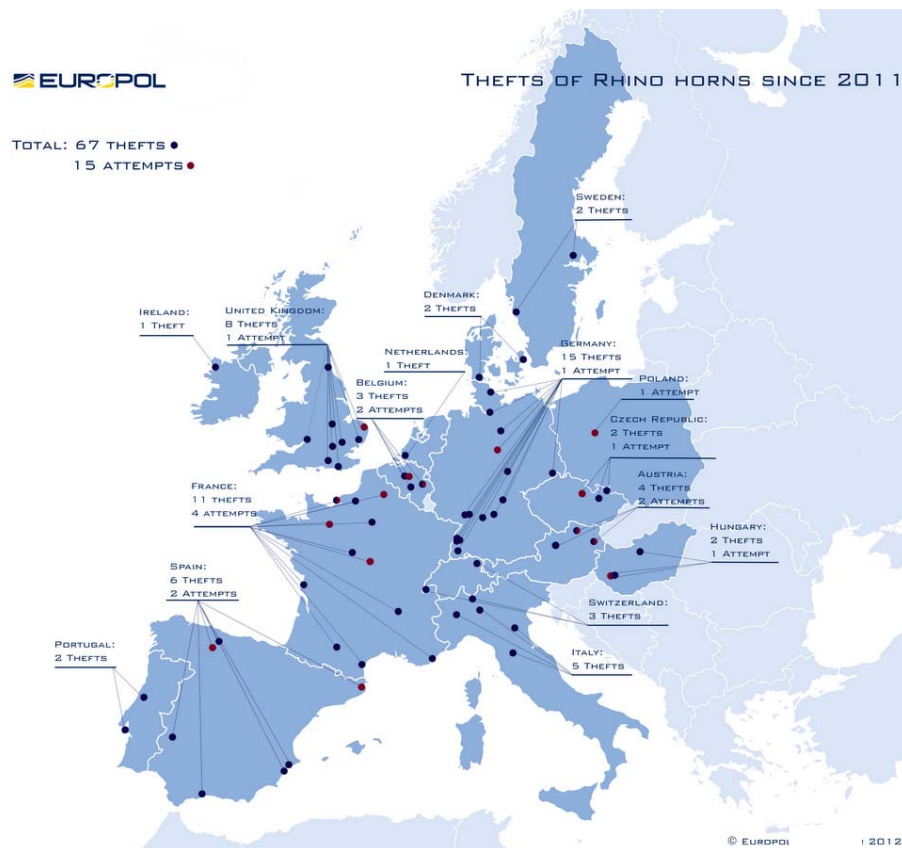 EUROPOL
THEFTS OF RHINO HORNS SINCE 2011
TOTAL: 67 THEFTS
15 ATTEMPTS
SWEDEN:
2 THEFTS
DENMARK:
2 THEFTS
IRELAND:
1 THEFT
UNITED KINGDOM:
8 THEFTS
1 ATTEMPT
NETHERLANDS:
1 THEFT
GERMANY:
15 THEFTS
1 ATTEMPT
BELGIUM:
3 THEFTS
2 ATTEMPTS
POLAND:
1 ATTEMPT
CZECH REPUBLIC:
2 THEFTS
1 ATTEMPT
AUSTRIA:
4 THEFTS
2 ATTEMPTS
FRANCE:
11 THEFTS
4 ATTEMPTS
HUNGARY:
2 THEFTS
1 ATTEMPT
SPAIN:
6 THEFTS
2 ATTEMPTS
SWITZERLAND:
3 THEFTS
PORTUGAL:
2 THEFTS
ITALY:
5 THEFTS
© EUROPOL 2012